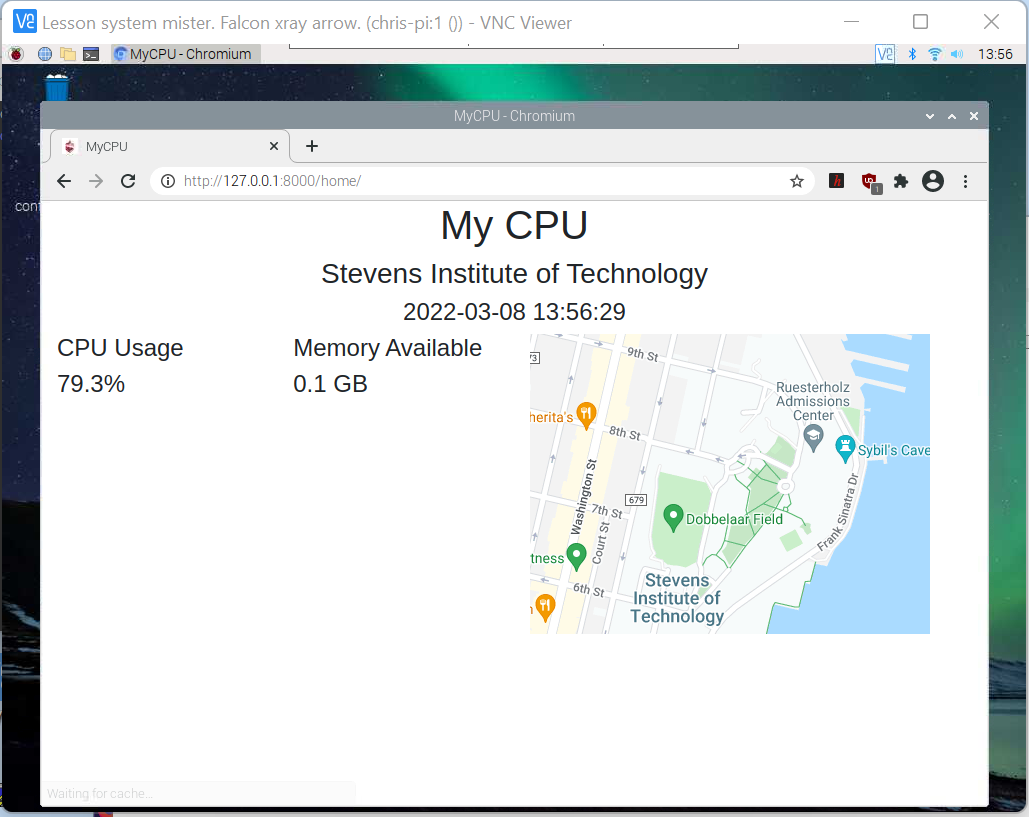 Lesson system mister. Falcon xray arrow. (chris-pi:1 ()) - VNC Viewer
MyCPU - Chromium
13:56
MyCPU - Chromium
MyCPU
http://127.0.0.1:8000/home/
1
My CPU
Stevens Institute of Technology
2022-03-08 13:56:29
CPU Usage
Memory Available
79.3%
0.1 GB
9th St
Ruesterholz
Admissions
Center
herita's
8th St
Sybil's Cave
Washington St
679
7th St
Court St
Dobbelaar Field
Frank Sinatra Dr
tness
6th St
Stevens
Institute of
Technology
Waiting for cache...